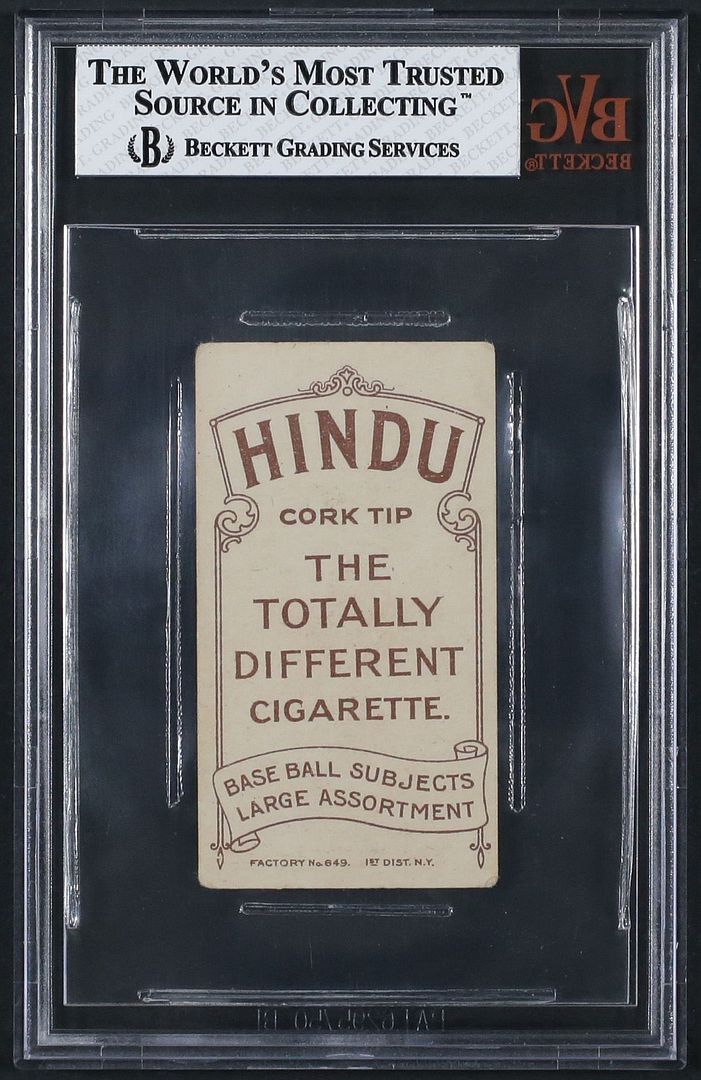 THE WORLD'S MOST TRUSTED
SOURCE IN COLLECTING™
B BECKETT GRADING SERVICES
BVG
BECKETT®
HINDU
CORK TIP
THE
TOTALLY
DIFFERENT
CIGARETTE.
BASE BALL SUBJECTS
LARGE ASSORTMENT
FACTORY No. 649. 1ST DIST. N.Y.